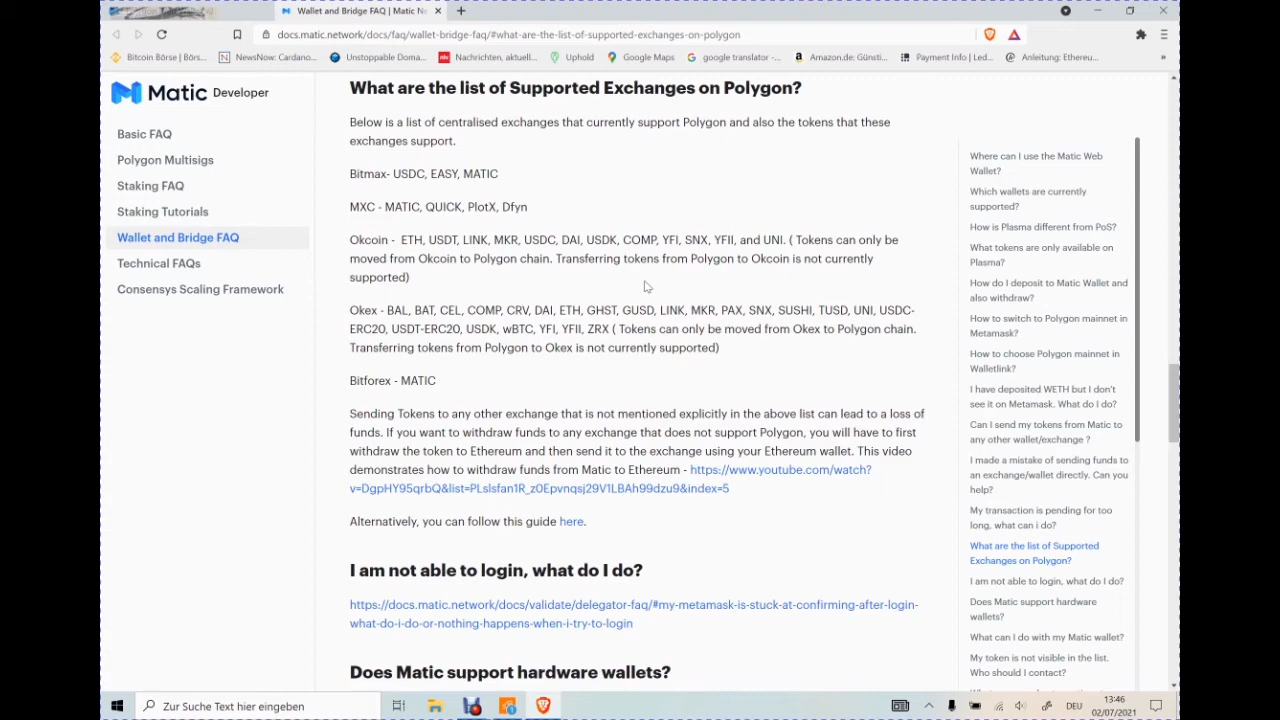 Wallet and Bridge FAQ | Matic Ne
docs.matic.network/docs/faq/wallet-bridge-faq/#what-are-the-list-of-supported-exchanges-on-polygon
Bitcoin Börse | Börs...
NewsNow: Cardano...
Unstoppable Doma...
Nachrichten, aktuell...
Uphold
Google Maps
google translator -...
Amazon.de: Günsti...
Payment Info | Led...
Anleitung: Ethereu...
»
Matic Developer
Basic FAQ
Polygon Multisigs
Staking FAQ
Staking Tutorials
Wallet and Bridge FAQ
Technical FAQs
Consensys Scaling Framework
What are the list of Supported Exchanges on Polygon?
Below is a list of centralised exchanges that currently support Polygon and also the tokens that these
exchanges support.
Bitmax- USDC, EASY, MATIC
MXC - MATIC, QUICK, PlotX, Dfyn
Okcoin - ETH, USDT, LINK, MKR, USDC, DAI, USDK, COMP, YFI, SNX, YFII, and UNI. ( Tokens can only be
moved from Okcoin to Polygon chain. Transferring tokens from Polygon to Okcoin is not currently
supported)
Okex - BAL, BAT, CEL, COMP, CRV, DAI, ETH, GHST, GUSD, LINK, MKR, PAX, SNX, SUSHI, TUSD, UNI, USDC-
ERC20, USDT-ERC20, USDK, wBTC, YFI, YFII, ZRX ( Tokens can only be moved from Okex to Polygon chain.
Transferring tokens from Polygon to Okex is not currently supported)
Bitforex - MATIC
Sending Tokens to any other exchange that is not mentioned explicitly in the above list can lead to a loss of
funds. If you want to withdraw funds to any exchange that does not support Polygon, you will have to first
withdraw the token to Ethereum and then send it to the exchange using your Ethereum wallet. This video
demonstrates how to withdraw funds from Matic to Ethereum - https://www.youtube.com/watch?
v=DgpHY95qrbQ&list=PLslsfan1R_z0Epvnqsj29V1LBAh99dzu9&index=5
Alternatively, you can follow this guide here.
I am not able to login, what do I do?
https://docs.matic.network/docs/validate/delegator-faq/#my-metamask-is-stuck-at-confirming-after-login-
what-do-i-do-or-nothing-happens-when-i-try-to-login
Does Matic support hardware wallets?
Where can I use the Matic Web
Wallet?
Which wallets are currently
supported?
How is Plasma different from PoS?
What tokens are only available on
Plasma?
How do I deposit to Matic Wallet and
also withdraw?
How to switch to Polygon mainnet in
Metamask?
How to choose Polygon mainnet in
Walletlink?
I have deposited WETH but I don't
see it on Metamask. What do I do?
Can I send my tokens from Matic to
any other wallet/exchange ?
I made a mistake of sending funds to
an exchange/wallet directly. Can you
help?
My transaction is pending for too
long, what can i do?
What are the list of Supported
Exchanges on Polygon?
I am not able to login, what do I do?
Does Matic support hardware
wallets?
What can I do with my Matic wallet?
My token is not visible in the list.
Who should I contact?
Zur Suche Text hier eingeben
DEU
13:46
02/07/2021